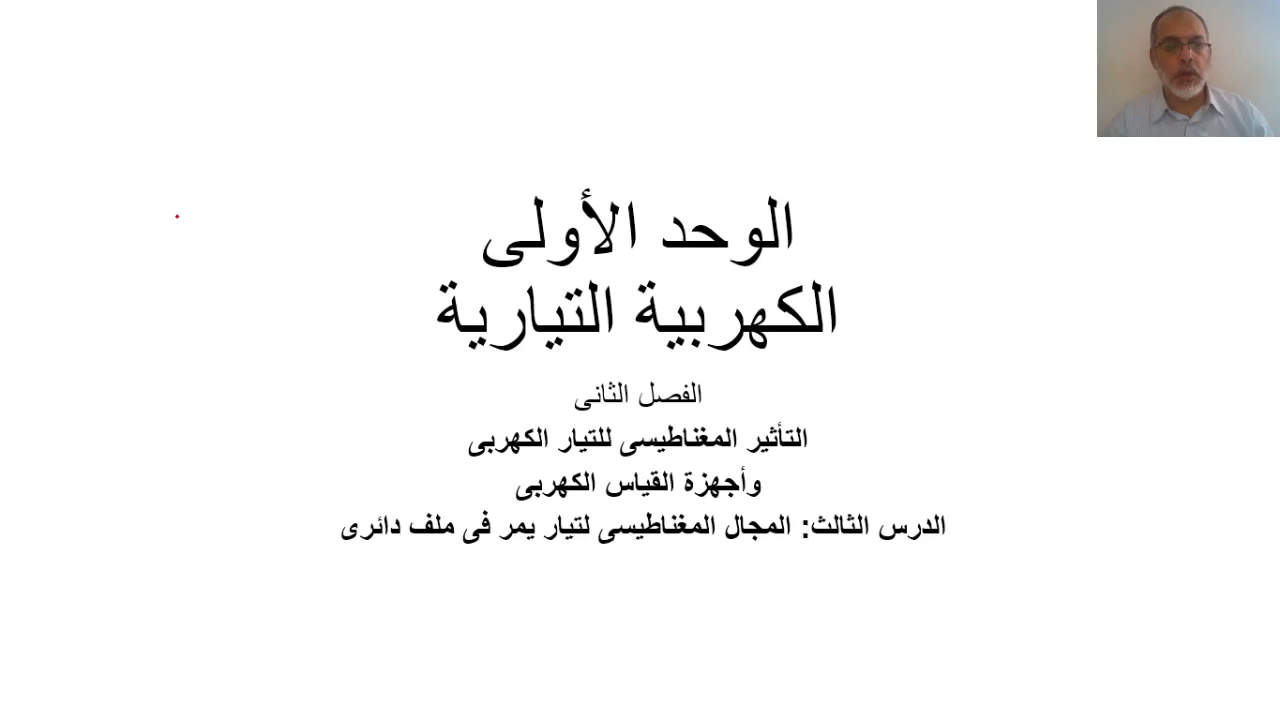 الوحد الأولى
الكهربية التيارية
الفصل الثانى
التأثير المغناطيسى للتيار الكهربى
وأجهزة القياس الكهربى
الدرس الثالث: المجال المغناطيسى لتيار يمر فى ملف دائرى